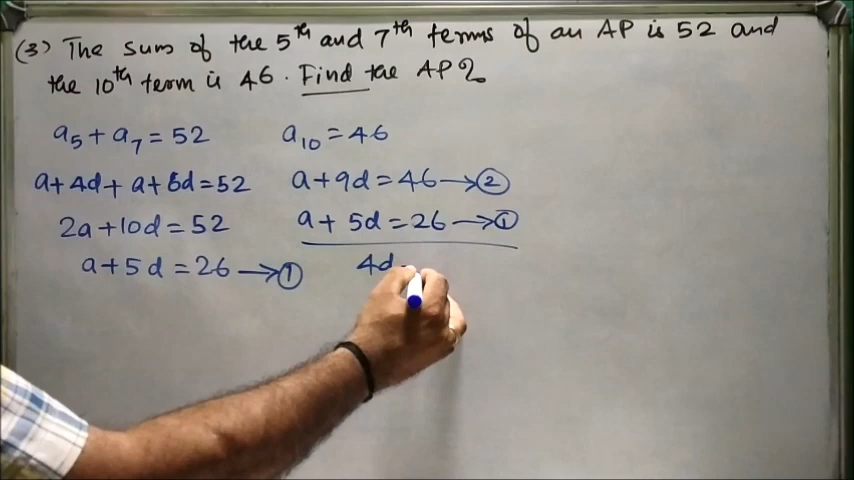 (3) The sum of the 5th and 7th terms of an AP is 52 and
the 10th term is 46. Find the AP?
a5 + a7 = 52
a+4d+a+6d=52
2a+10d=52
a+5d=26→①
a10=46
a+9d=46→②
a+5d=26→①
4d